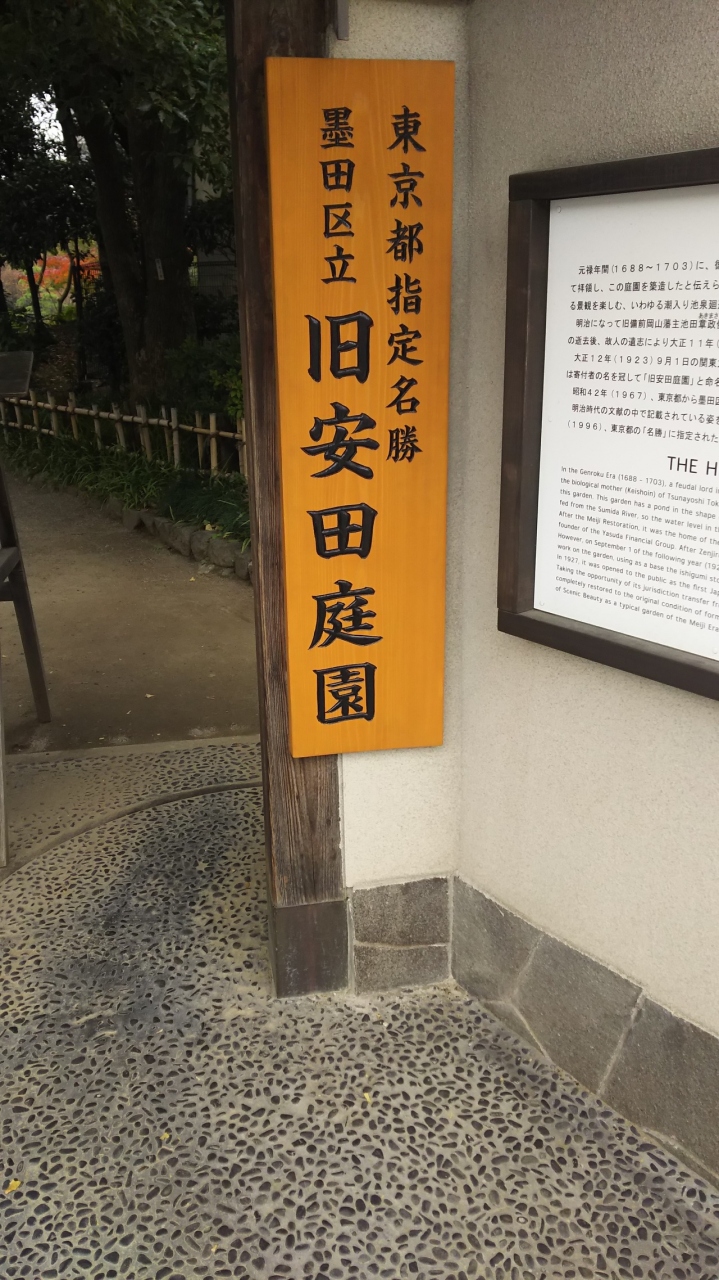 東京都指定名勝
墨田区立
旧安田庭園
元禄年間(1688~1703)に、
て拝領し、この庭園を築造したと伝えら
る景観を楽しむ、いわゆる潮入り池泉廻
明治になって旧備前岡山藩主池田章政
あきまさ
の逝去後、故人の遺志により大正11年(
大正12年(1923)9月1日の関東
は寄付者の名を冠して「旧安田庭園」と命
昭和42年(1967)、東京都から墨田
明治時代の文献の中で記載されている姿
(1996)、東京都の「名勝」に指定された
THE H
In the Genroku Era (1688 - 1703), a feudal lord
the biological mother (Keishoin) of Tsunayoshi Tok
this garden. This garden has a pond in the shape
fed from the Sumida River, so the water level in
After the Meiji Restoration, it was the home of the
founder of the Yasuda Financial Group. After Zenji
However, on September 1 of the following year (192
work on the garden, using as a base the ishigumi st
in 1927, it was opened to the public as the first Ja
Taking the opportunity of its jurisdiction transfer fr
completely restored to the original condition of form
of Scenic Beauty as a typical garden of the Meiji Era